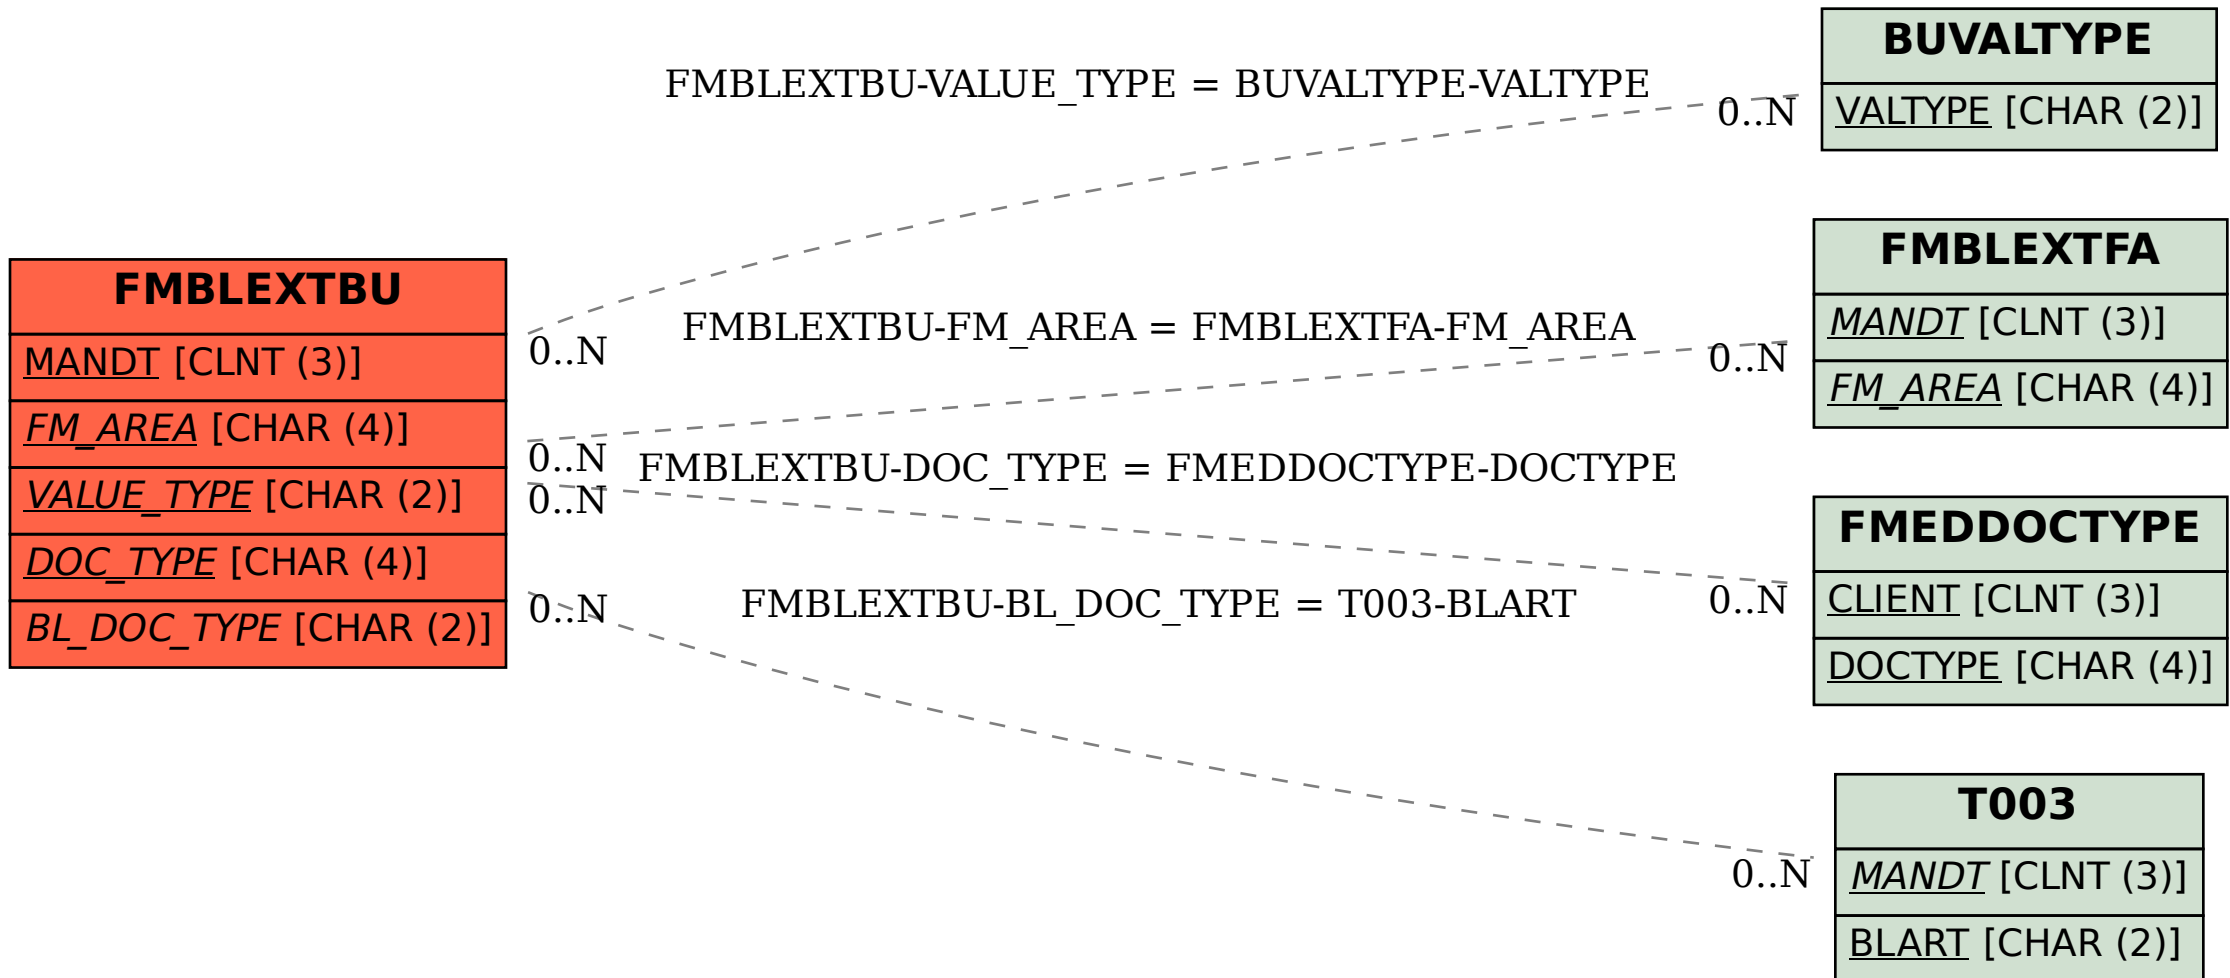 BUVALTYPE
VALTYPE [CHAR (2)]
FMBLEXTBU-VALUE_TYPE = BUVALTYPE-VALTYPE
0..N
0..N
FMBLEXTBU
MANDT [CLNT (3)]
FM_AREA [CHAR (4)]
VALUE_TYPE [CHAR (2)]
DOC_TYPE [CHAR (4)]
BL_DOC_TYPE [CHAR (2)]
FMBLEXTBU-FM_AREA = FMBLEXTFA-FM_AREA
0..N
0..N
FMBLEXTFA
MANDT [CLNT (3)]
FM_AREA [CHAR (4)]
FMBLEXTBU-DOC_TYPE = FMEDDOCTYPE-DOCTYPE
0..N
0..N
FMEDDOCTYPE
CLIENT [CLNT (3)]
DOCTYPE [CHAR (4)]
FMBLEXTBU-BL_DOC_TYPE = T003-BLART
0..N
0..N
T003
MANDT [CLNT (3)]
BLART [CHAR (2)]